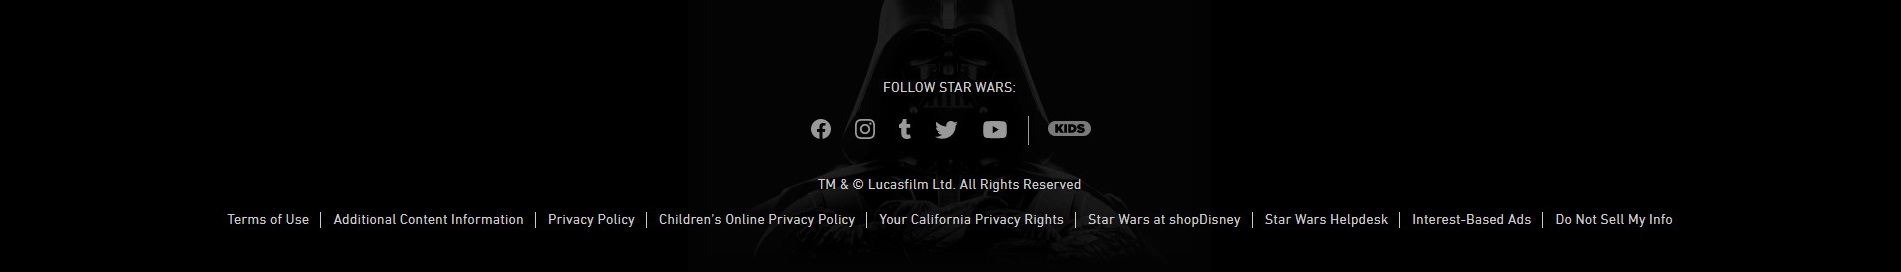 FOLLOW STAR WARS:
KIDS
TM & © Lucasfilm Ltd. All Rights Reserved
Terms of Use | Additional Content Information | Privacy Policy | Children's Online Privacy Policy | Your California Privacy Rights | Star Wars at shopDisney | Star Wars Helpdesk | Interest-Based Ads | Do Not Sell My Info